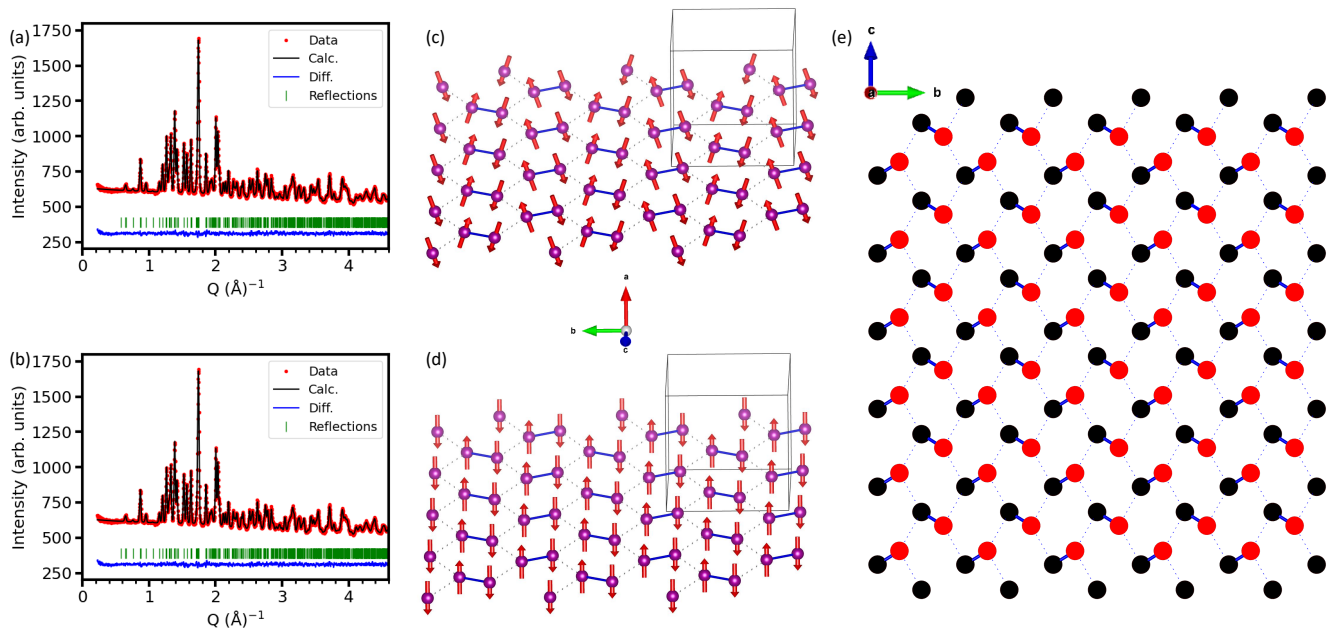 (a)
1750
1500
1250
1000
750
500
250
Intensity (arb. units)
Data
Calc.
Diff.
Reflections
0 1 2 3 4
Q (Å)⁻¹
(b)
1750
1500
1250
1000
750
500
250
Intensity (arb. units)
Data
Calc.
Diff.
Reflections
0 1 2 3 4
Q (Å)⁻¹
(c)
a
b
c
(d)
(e)
c
a
b